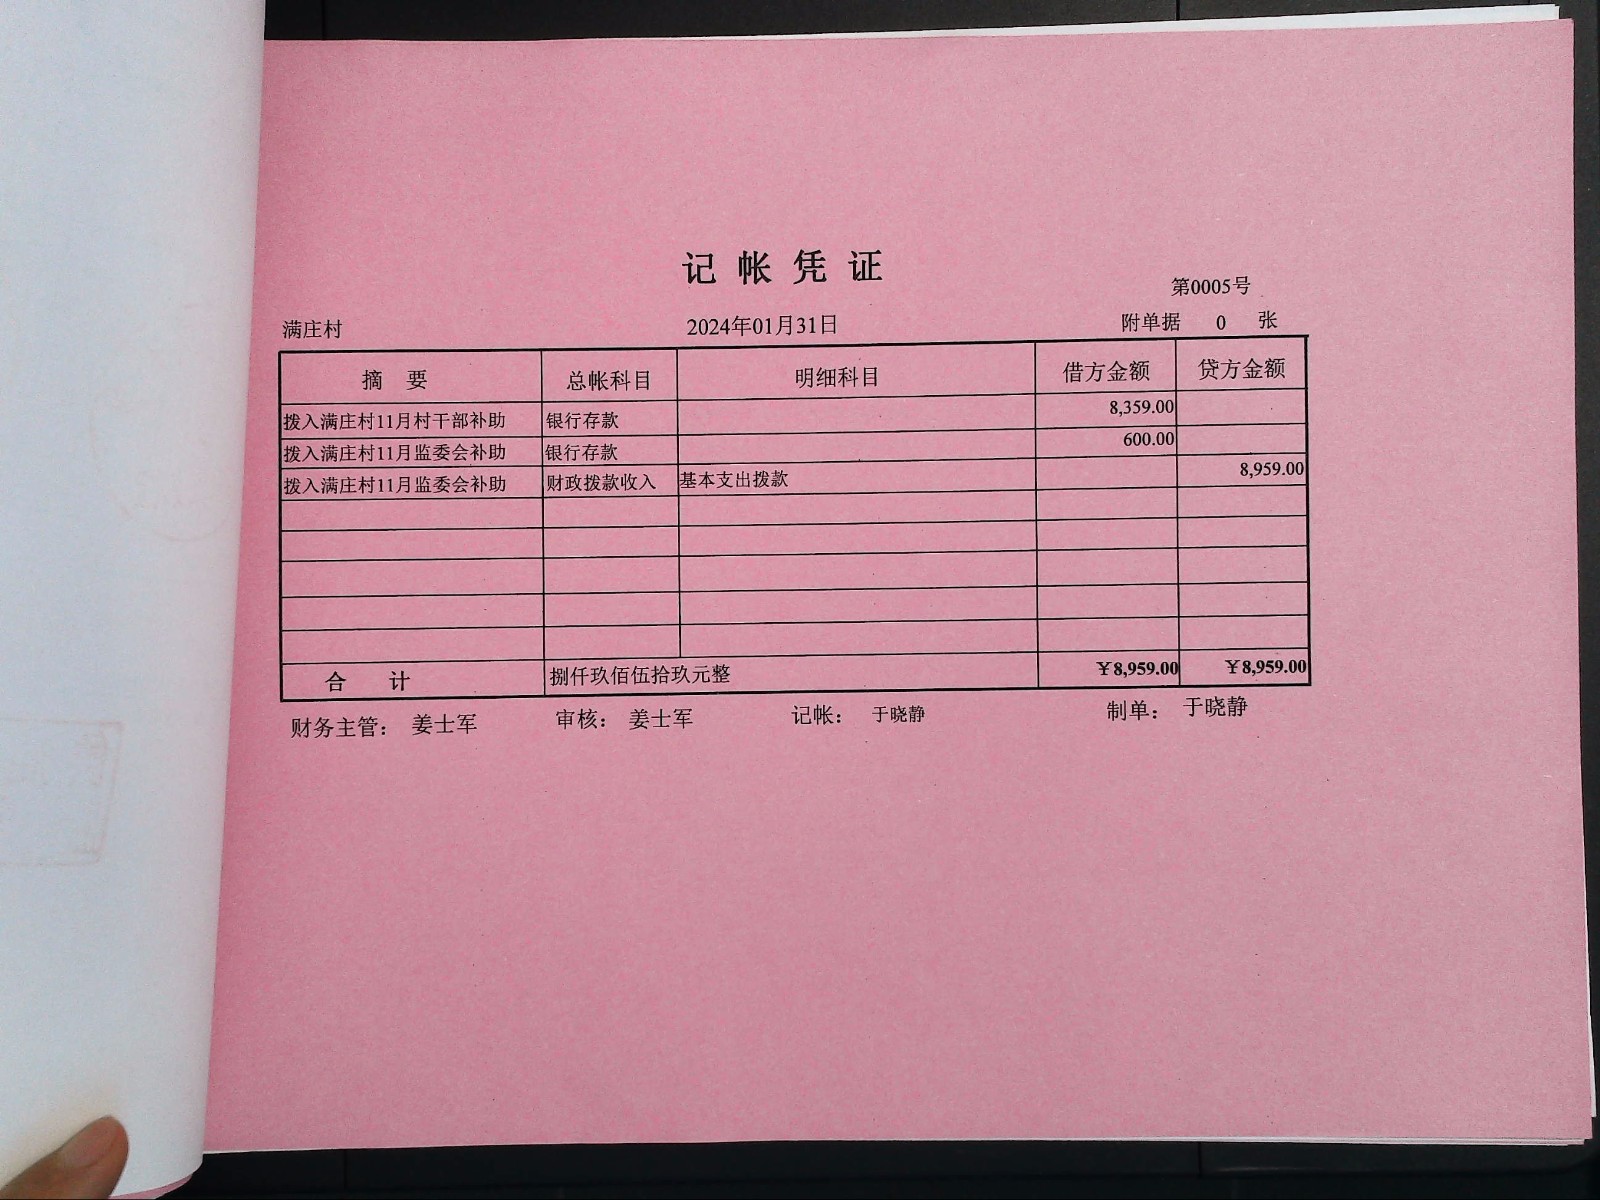 记帐凭证
第0005号
满庄村 2024年01月31日 附单据 0 张
摘 要 总帐科目 明细科目 借方金额 贷方金额
拨入满庄村11月村干部补助 银行存款 8,359.00
拨入满庄村11月监委会补助 银行存款 600.00
拨入满庄村11月监委会补助 财政拨款收入 基本支出拨款 8,959.00
合 计 捌仟玖佰伍拾玖元整 ￥8,959.00 ￥8,959.00
财务主管： 姜士军 审核： 姜士军 记帐： 于晓静 制单： 于晓静